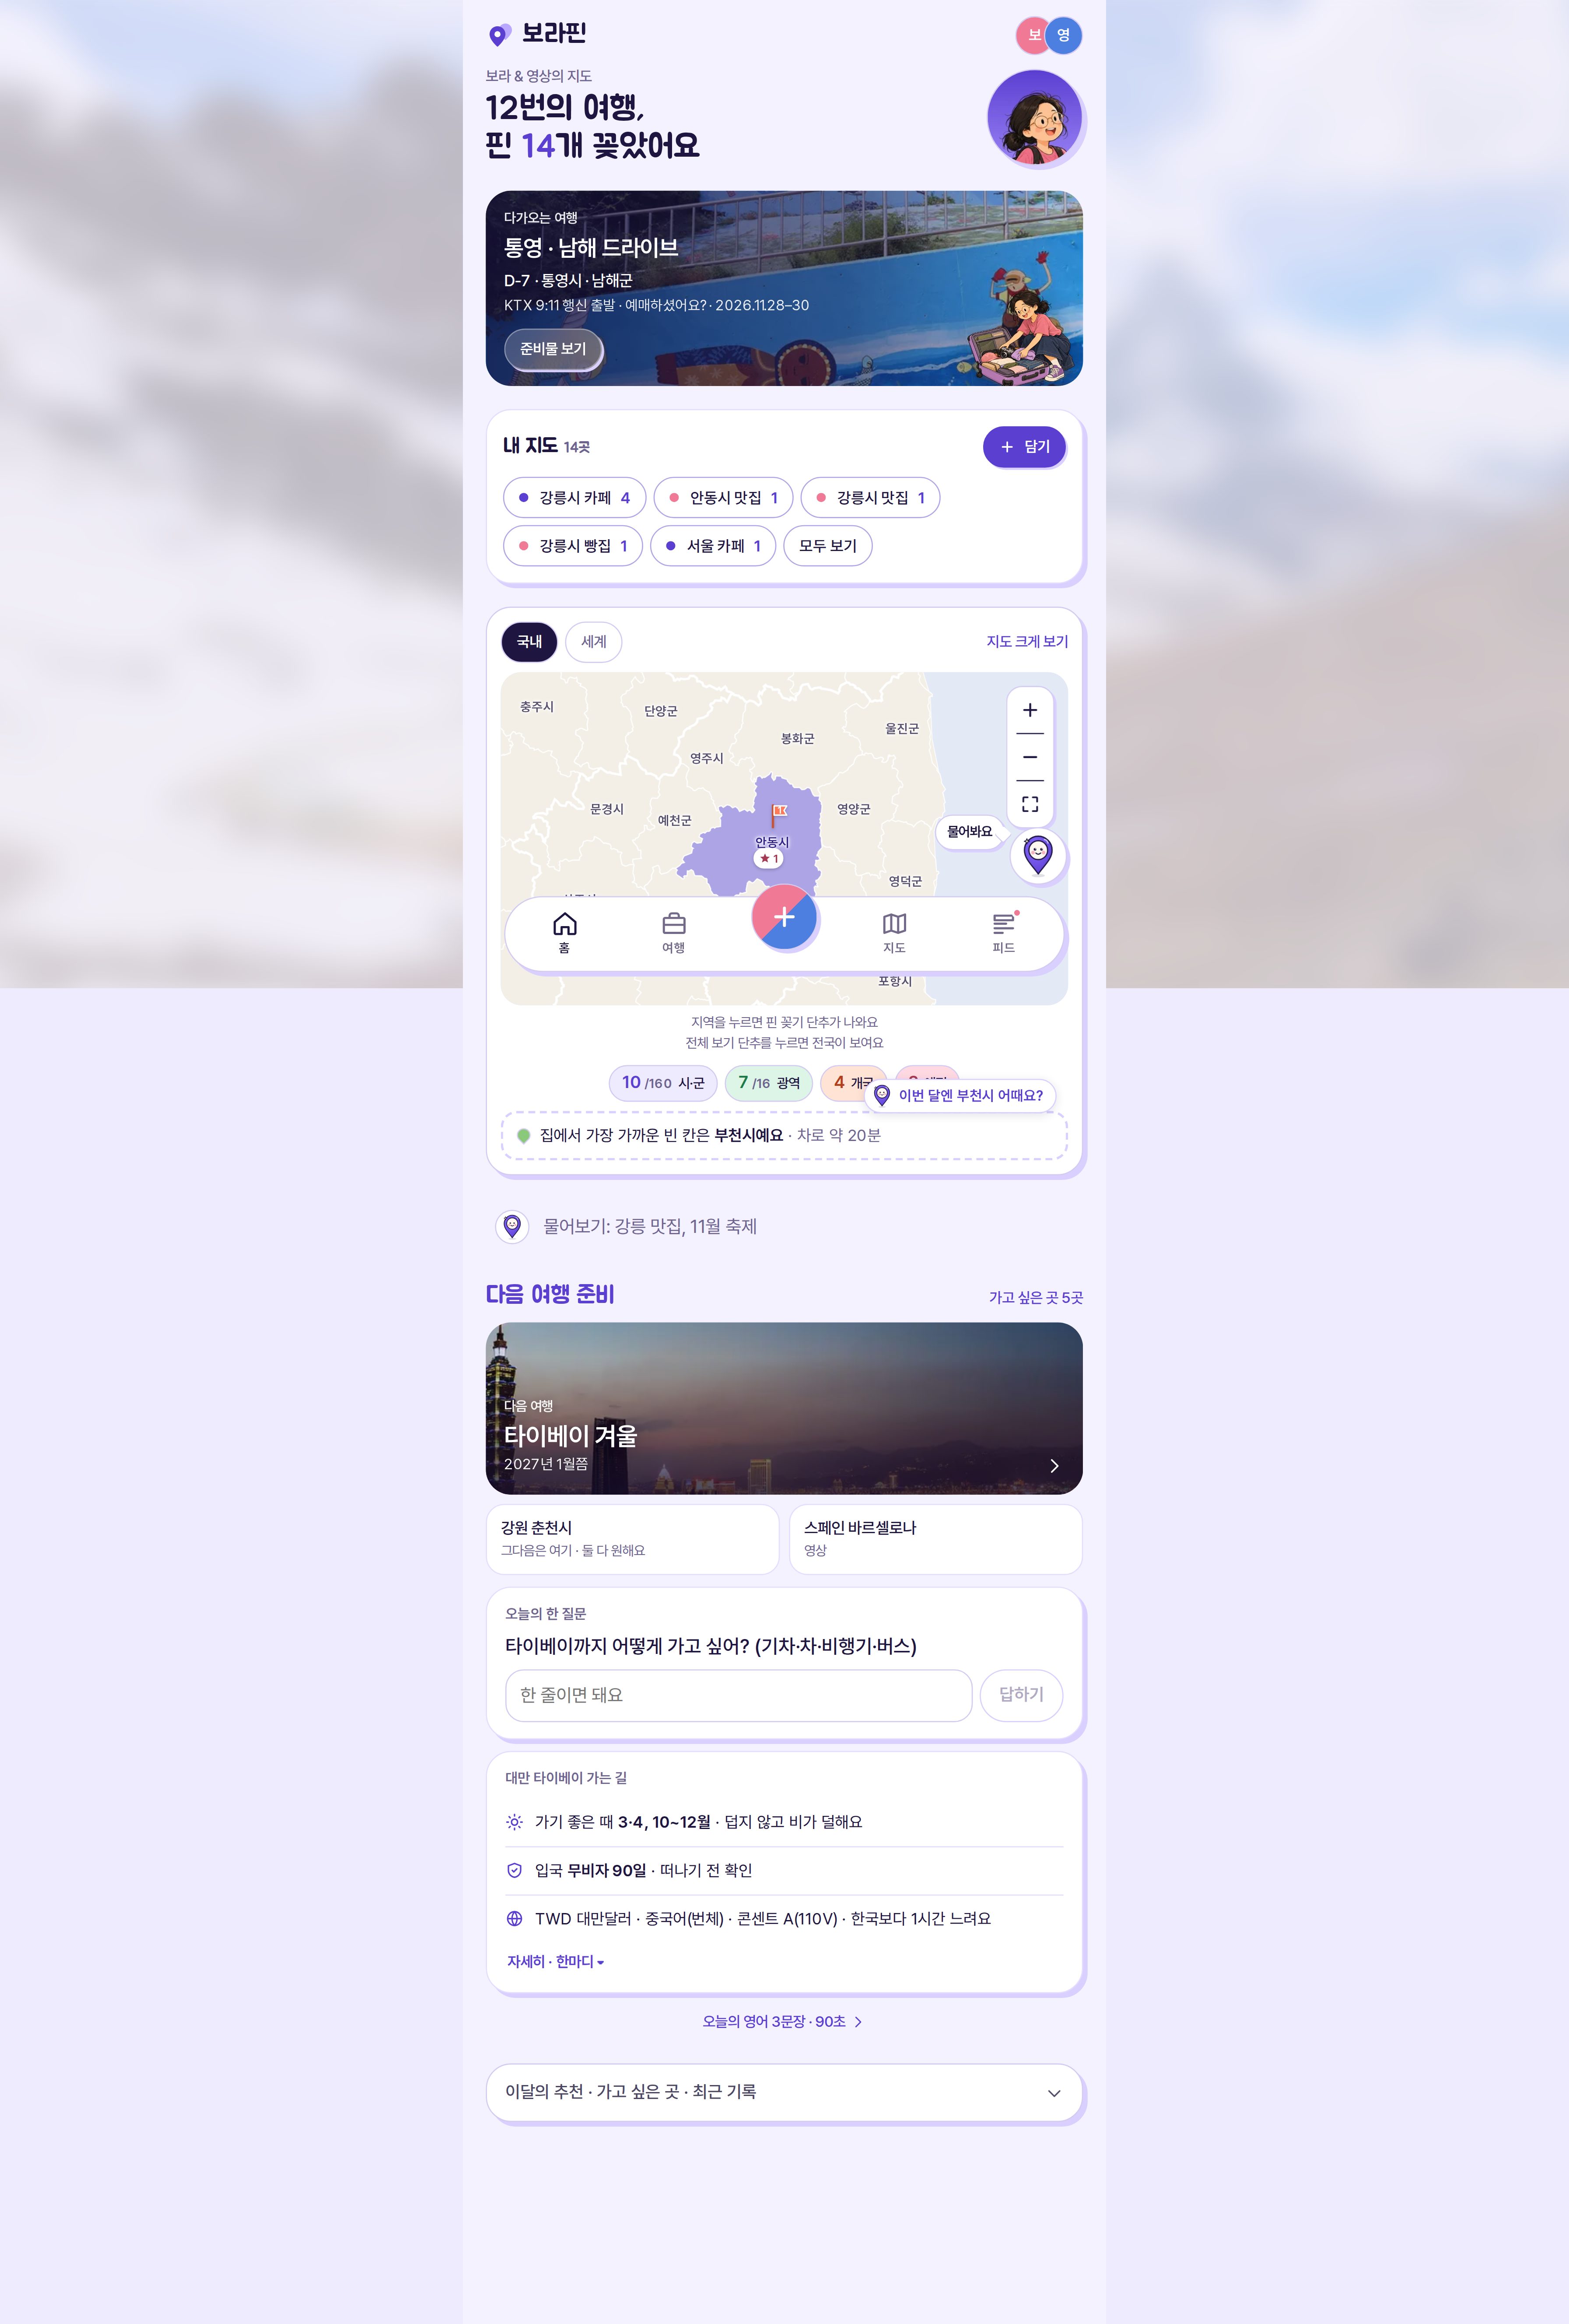 보라핀
보 영
보라 & 영상의 지도
12번의 여행,
핀 14개 꽂았어요
다가오는 여행
통영 · 남해 드라이브
D-7 · 통영시 · 남해군
KTX 9:11 행신 출발 · 예매하셨어요? · 2026.11.28–30
준비물 보기
내 지도 14곳
+ 담기
강릉시 카페 4
안동시 맛집 1
강릉시 맛집 1
강릉시 빵집 1
서울 카페 1
모두 보기
국내
세계
지도 크게 보기
충주시
단양군
울진군
봉화군
영주시
문경시
예천군
영양군
물어봐요
안동시
★ 1
영덕군
홈
여행
지도
피드
포항시
지역을 누르면 핀 꽂기 단추가 나와요
전체 보기 단추를 누르면 전국이 보여요
10 /160 시·군
7 /16 광역
4 개국
이번 달엔 부천시 어때요?
집에서 가장 가까운 빈 칸은 부천시예요 · 차로 약 20분
물어보기: 강릉 맛집, 11월 축제
다음 여행 준비
가고 싶은 곳 5곳
다음 여행
타이베이 겨울
2027년 1월쯤
강원 춘천시
그다음은 여기 · 둘 다 원해요
스페인 바르셀로나
영상
오늘의 한 질문
타이베이까지 어떻게 가고 싶어? (기차·차·비행기·버스)
한 줄이면 돼요
답하기
대만 타이베이 가는 길
가기 좋은 때 3·4, 10~12월 · 덥지 않고 비가 덜해요
입국 무비자 90일 · 떠나기 전 확인
TWD 대만달러 · 중국어(번체) · 콘센트 A(110V) · 한국보다 1시간 느려요
자세히 · 한마디
오늘의 영어 3문장 · 90초
이달의 추천 · 가고 싶은 곳 · 최근 기록